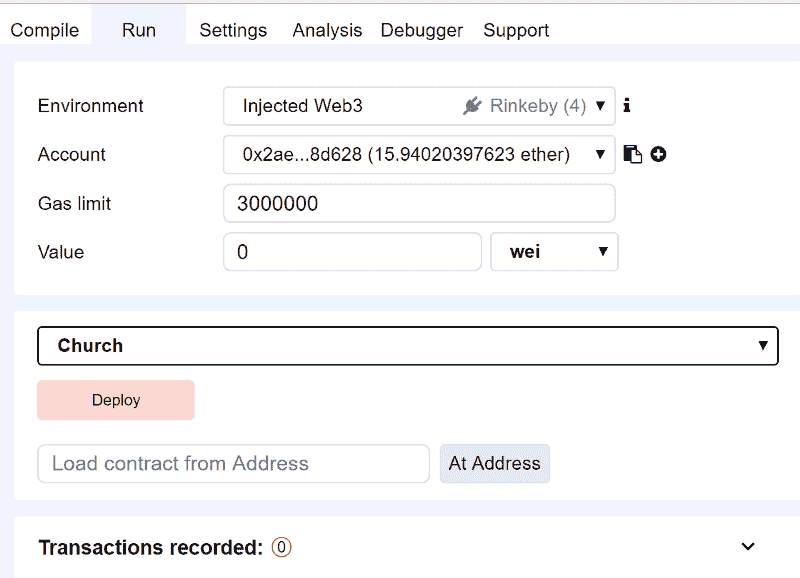 Compile Run Settings Analysis Debugger Support
Environment Injected Web3 Rinkeby (4)
Account 0x2ae...8d628 (15.94020397623 ether)
Gas limit 3000000
Value 0 wei
Church
Deploy
Load contract from Address At Address
Transactions recorded: 0